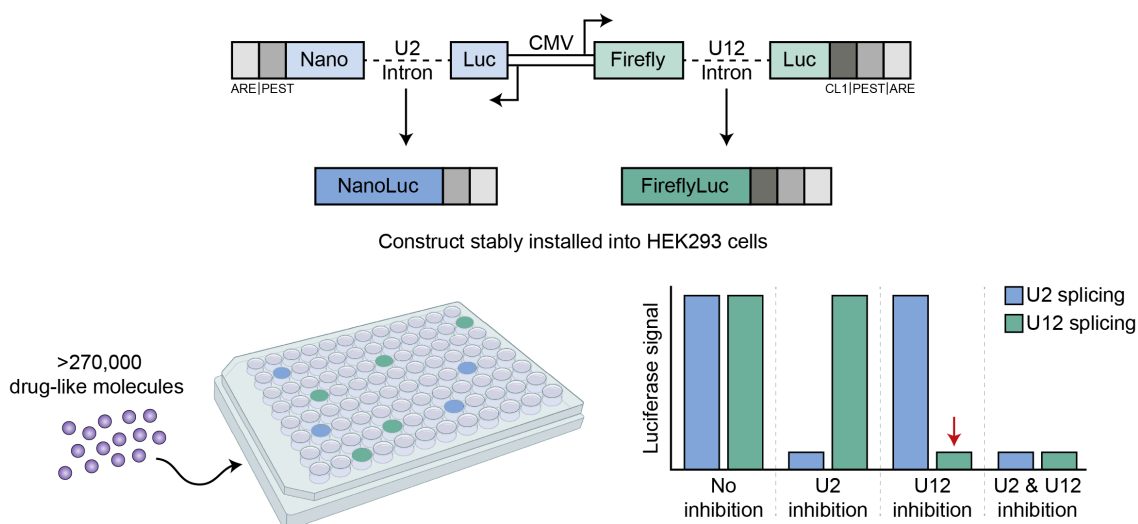 Nano
U2
Intron
Luc
CMV
Firefly
U12
Intron
Luc
ARE|PEST
CL1|PEST|ARE
NanoLuc
FireflyLuc
Construct stably installed into HEK293 cells
>270,000
drug-like molecules
Luciferase signal
U2 splicing
U12 splicing
No
inhibition
U2
inhibition
U12
inhibition
U2 & U12
inhibition